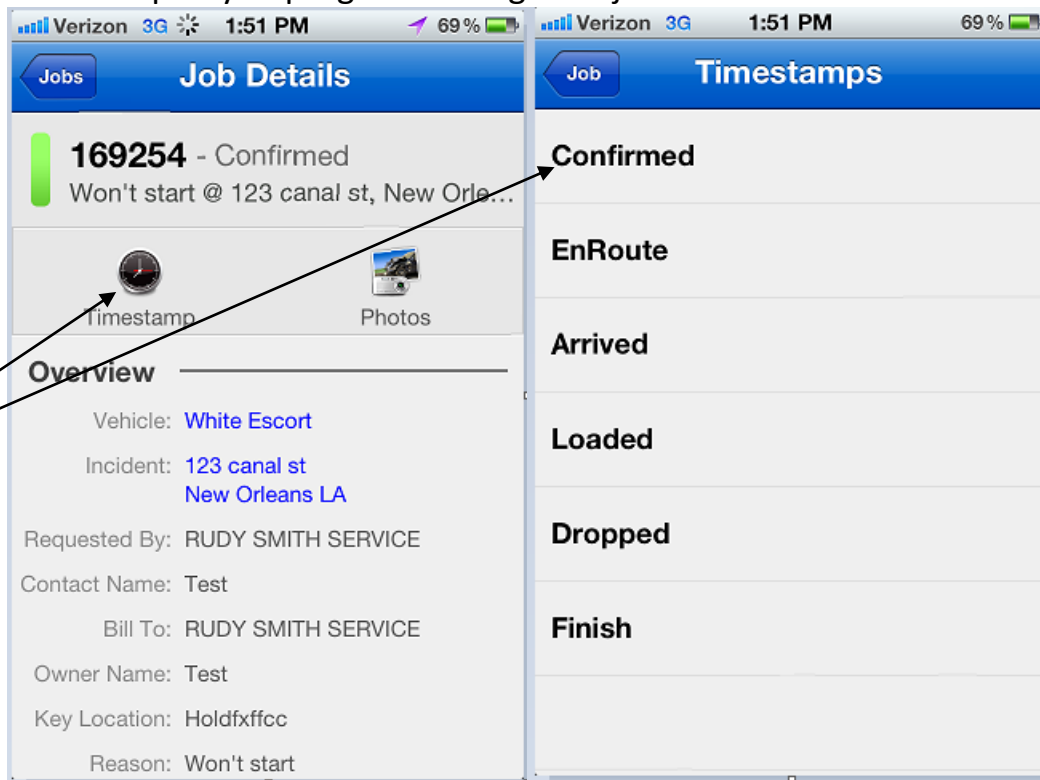 Verizon 3G 1:51 PM 69%
Jobs Job Details
169254 - Confirmed
Won't start @ 123 canal st, New Orle...
Timestamp Photos
Overview
Vehicle: White Escort
Incident: 123 canal st
New Orleans LA
Requested By: RUDY SMITH SERVICE
Contact Name: Test
Bill To: RUDY SMITH SERVICE
Owner Name: Test
Key Location: Holdfxffcc
Reason: Won't start
Verizon 3G 1:51 PM 69%
Job Timestamps
Confirmed
EnRoute
Arrived
Loaded
Dropped
Finish